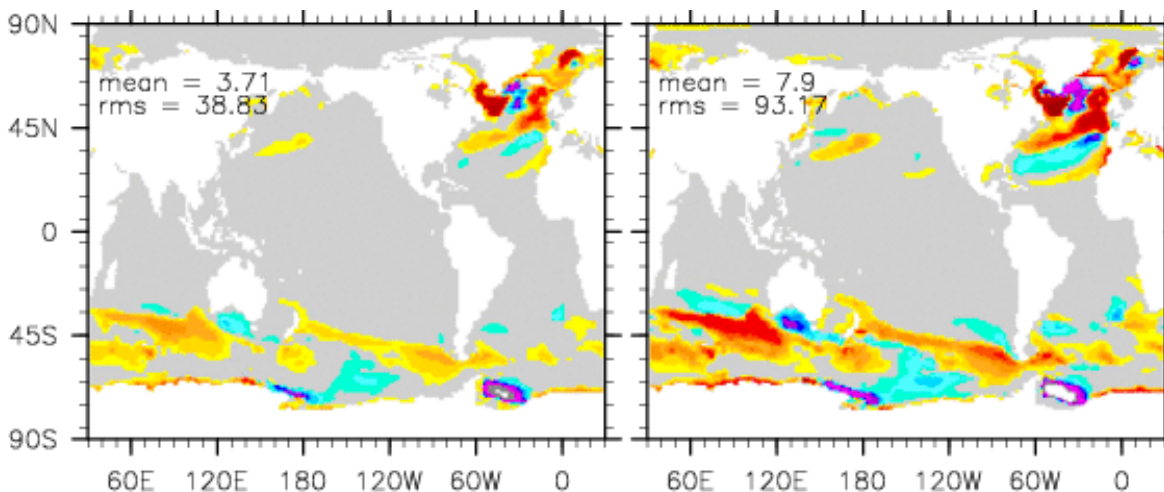 90N
mean = 3.71
rms = 38.83
mean = 7.9
rms = 93.17
45N
0
45S
90S
60E 120E 180 120W 60W 0 60E 120E 180 120W 60W 0